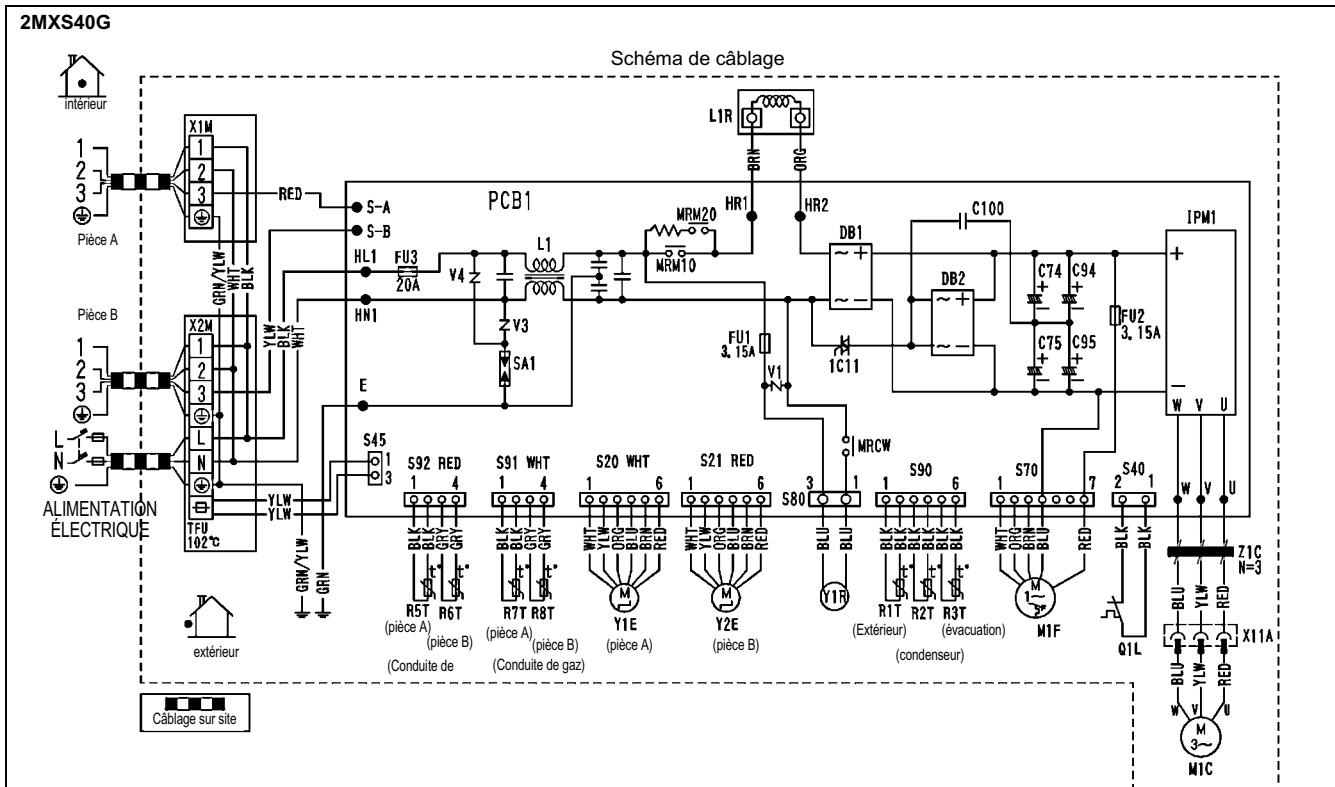 2MXS40G
Schéma de câblage
intérieur
L1R
BRN
ORG
X1M
1
2
3
1
2
3
Pièce A
RED
S-A
S-B
PCB1
HR1
HR2
MRM20
MRM10
C100
IPM1
DB1
DB2
HL1
FU3
20A
HN1
V4
L1
V3
SA1
E
C74
C94
C75
C95
FU2
3.15A
FU1
3.15A
V1
1C11
MRCW
+
−
W V U
GRN/YLW
WHT
BLK
YLW
BLK
WHT
Pièce B
X2M
1
2
3
L
N
1
2
3
L
N
ALIMENTATION
ÉLECTRIQUE
TFU
102℃
YLW
YLW
S45
1
3
GRN/YLW
GRN
S92 RED
1 4
BLK BLK GRY GRY
t° t°
R5T R6T
(pièce A)
(pièce B)
(Conduite de
S91 WHT
1 4
BLK BLK GRY GRY
t° t°
R7T R8T
(pièce A)
(pièce B)
(Conduite de gaz)
S20 WHT
1 6
WHT YLW ORG BLU BRN RED
M
Y1E
(pièce A)
S21 RED
1 6
WHT YLW ORG BLU BRN RED
M
Y2E
(pièce B)
S80
3 1
BLU BLU
Y1R
S90
1 6
BLK BLK BLK BLK BLK BLK
t° t° t°
R1T R2T R3T
(Extérieur)
(évacuation)
(condenseur)
S70
1 7
WHT ORG BRN BLU RED
M
1~
M1F
S40
2 1
BLK BLK
Q1L
W V U
Z1C
N=3
BLU YLW RED
X11A
BLU YLW RED
W V U
M
3~
M1C
extérieur
Câblage sur site